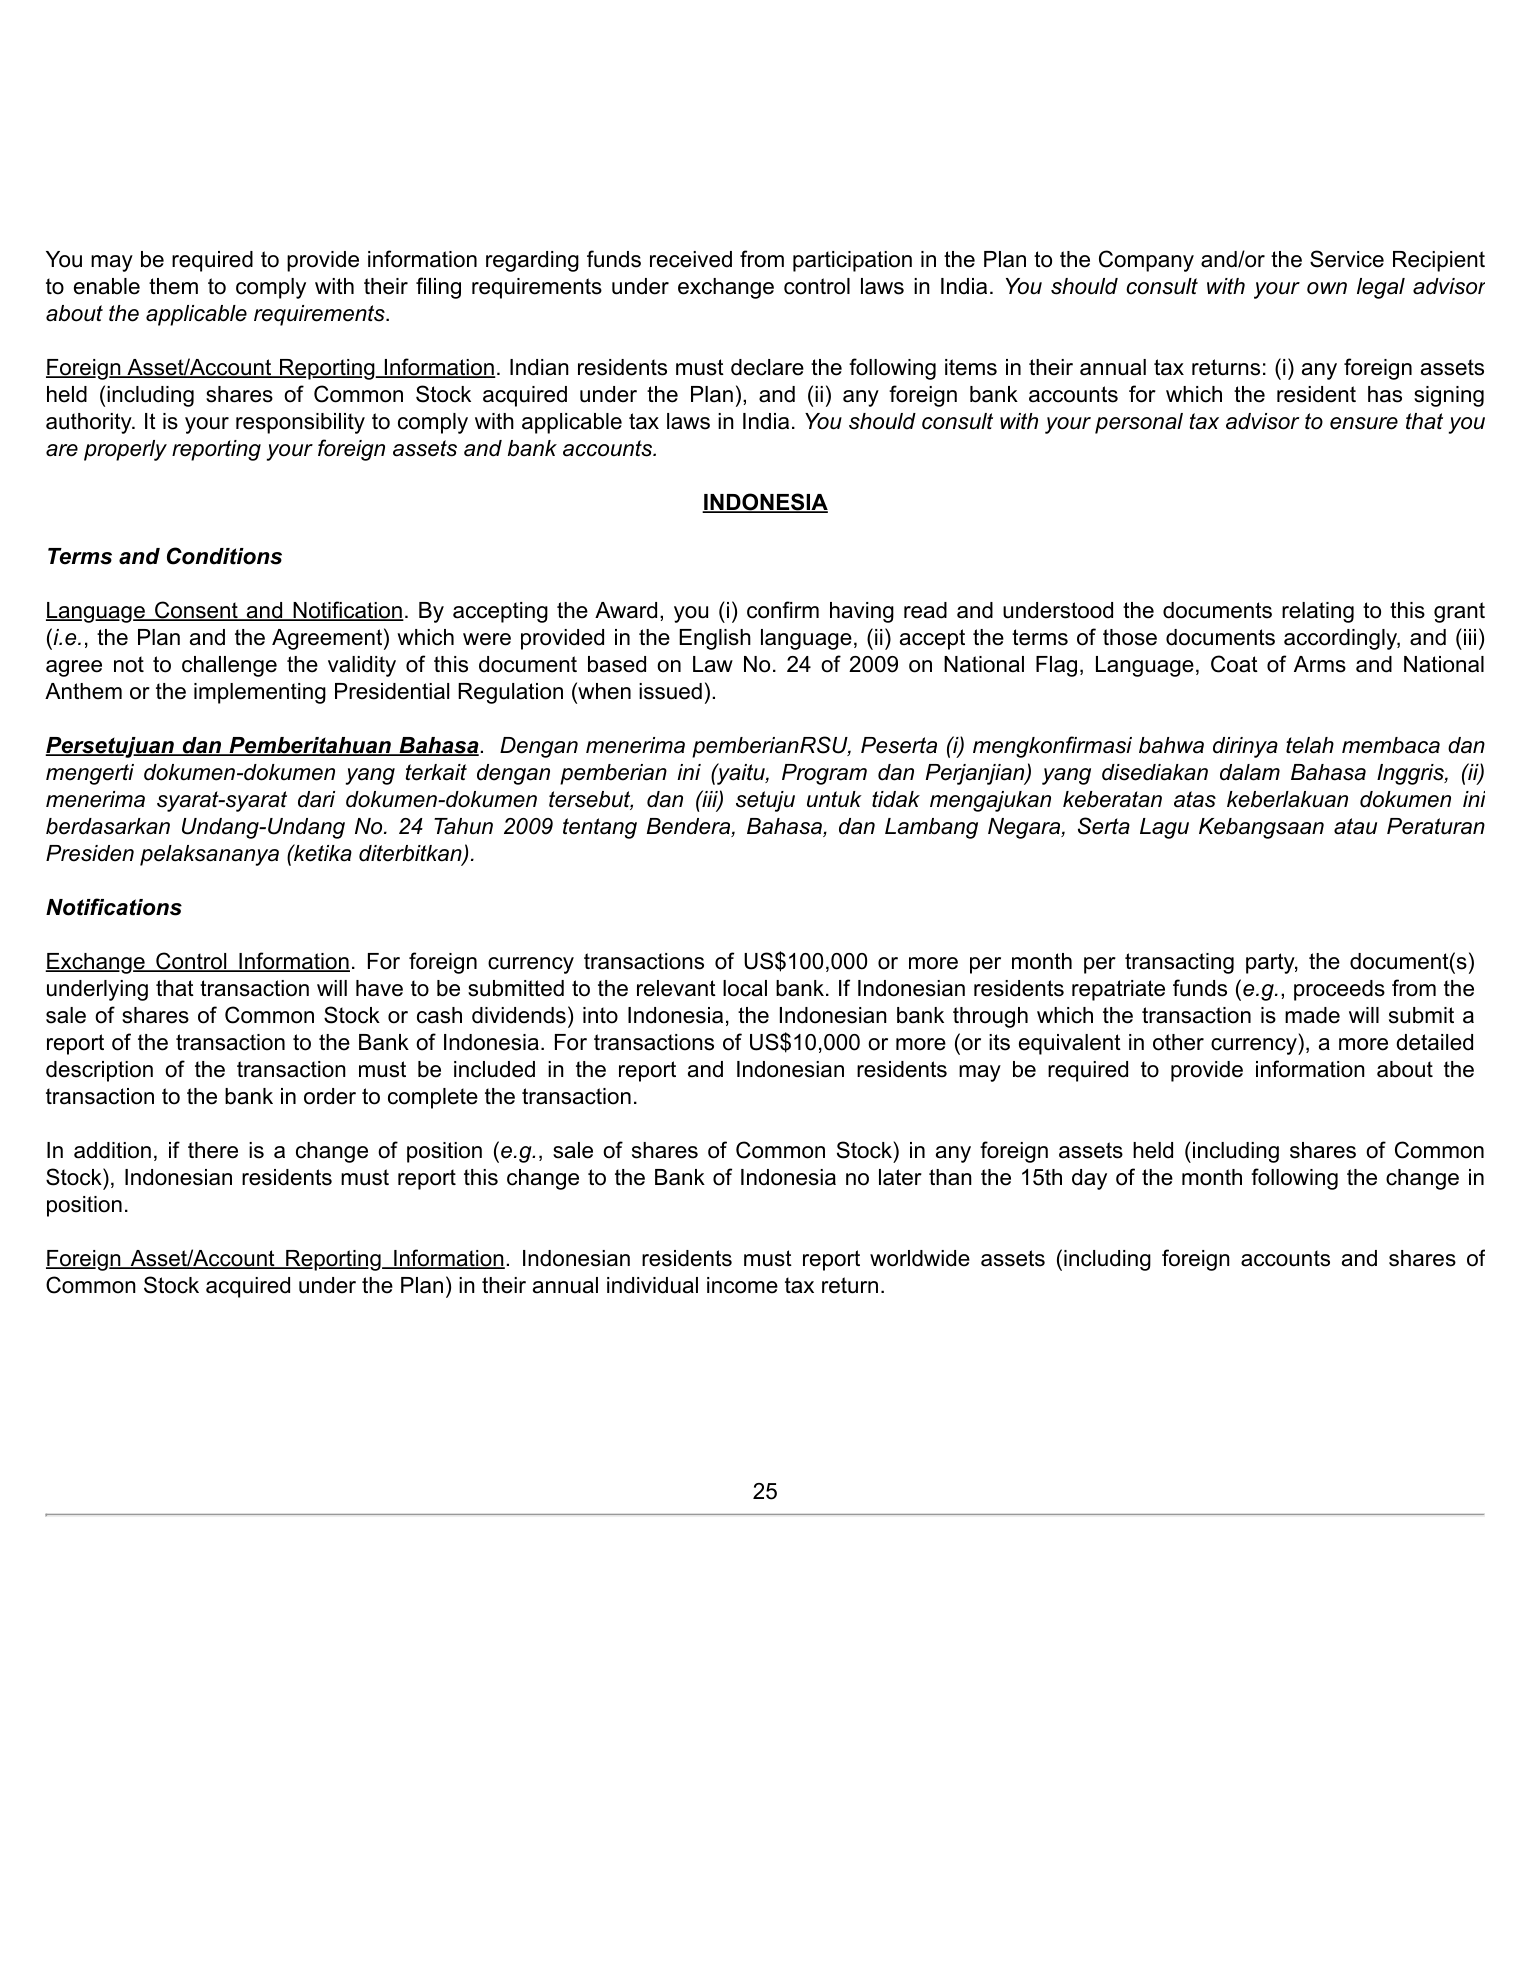 You may be required to provide information regarding funds received from participation in the Plan to the Company and/or the Service Recipient
to enable them to comply with their filing requirements under exchange control laws in India. You should consult with your own legal advisor
about the applicable requirements.
Foreign Asset/Account Reporting Information. Indian residents must declare the following items in their annual tax returns: (i) any foreign assets
held (including shares of Common Stock acquired under the Plan), and (ii) any foreign bank accounts for which the resident has signing
authority. It is your responsibility to comply with applicable tax laws in India. You should consult with your personal tax advisor to ensure that you
are properly reporting your foreign assets and bank accounts.
INDONESIA
Terms and Conditions
Language Consent and Notification. By accepting the Award, you (i) confirm having read and understood the documents relating to this grant
(i.e., the Plan and the Agreement) which were provided in the English language, (ii) accept the terms of those documents accordingly, and (iii)
agree not to challenge the validity of this document based on Law No. 24 of 2009 on National Flag, Language, Coat of Arms and National
Anthem or the implementing Presidential Regulation (when issued).
Persetujuan dan Pemberitahuan Bahasa. Dengan menerima pemberianRSU, Peserta (i) mengkonfirmasi bahwa dirinya telah membaca dan
mengerti dokumen-dokumen yang terkait dengan pemberian ini (yaitu, Program dan Perjanjian) yang disediakan dalam Bahasa Inggris, (ii)
menerima syarat-syarat dari dokumen-dokumen tersebut, dan (iii) setuju untuk tidak mengajukan keberatan atas keberlakuan dokumen ini
berdasarkan Undang-Undang No. 24 Tahun 2009 tentang Bendera, Bahasa, dan Lambang Negara, Serta Lagu Kebangsaan atau Peraturan
Presiden pelaksananya (ketika diterbitkan).
Notifications
Exchange Control Information. For foreign currency transactions of US$100,000 or more per month per transacting party, the document(s)
underlying that transaction will have to be submitted to the relevant local bank. If Indonesian residents repatriate funds (e.g., proceeds from the
sale of shares of Common Stock or cash dividends) into Indonesia, the Indonesian bank through which the transaction is made will submit a
report of the transaction to the Bank of Indonesia. For transactions of US$10,000 or more (or its equivalent in other currency), a more detailed
description of the transaction must be included in the report and Indonesian residents may be required to provide information about the
transaction to the bank in order to complete the transaction.
In addition, if there is a change of position (e.g., sale of shares of Common Stock) in any foreign assets held (including shares of Common
Stock), Indonesian residents must report this change to the Bank of Indonesia no later than the 15th day of the month following the change in
position.
Foreign Asset/Account Reporting Information. Indonesian residents must report worldwide assets (including foreign accounts and shares of
Common Stock acquired under the Plan) in their annual individual income tax return.
25